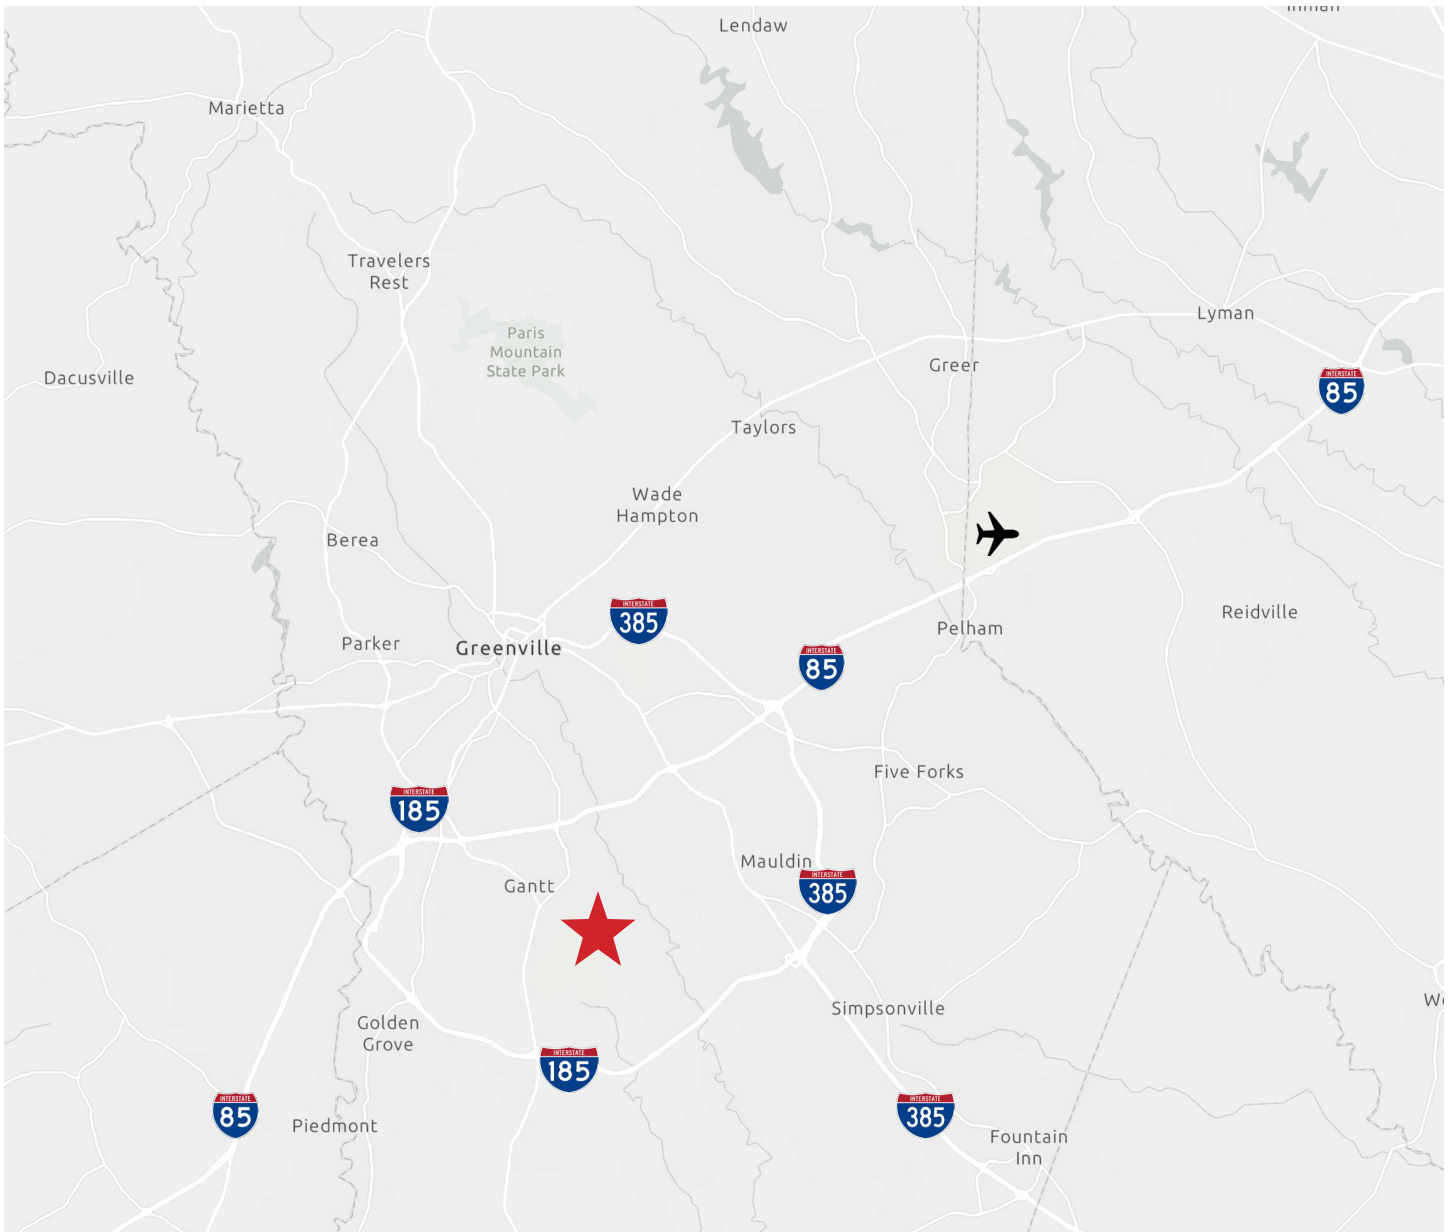 Lendaw
Marietta
Travelers
Rest
Paris
Mountain
State Park
Lyman
Greer
Dacusville
INTERSTATE
85
Taylors
Wade
Hampton
Berea
INTERSTATE
385
Reidville
Pelham
Parker
Greenville
INTERSTATE
85
Five Forks
INTERSTATE
185
Mauldin
INTERSTATE
385
Gantt
Simpsonville
Golden
Grove
INTERSTATE
185
INTERSTATE
85
INTERSTATE
385
Piedmont
Fountain
Inn